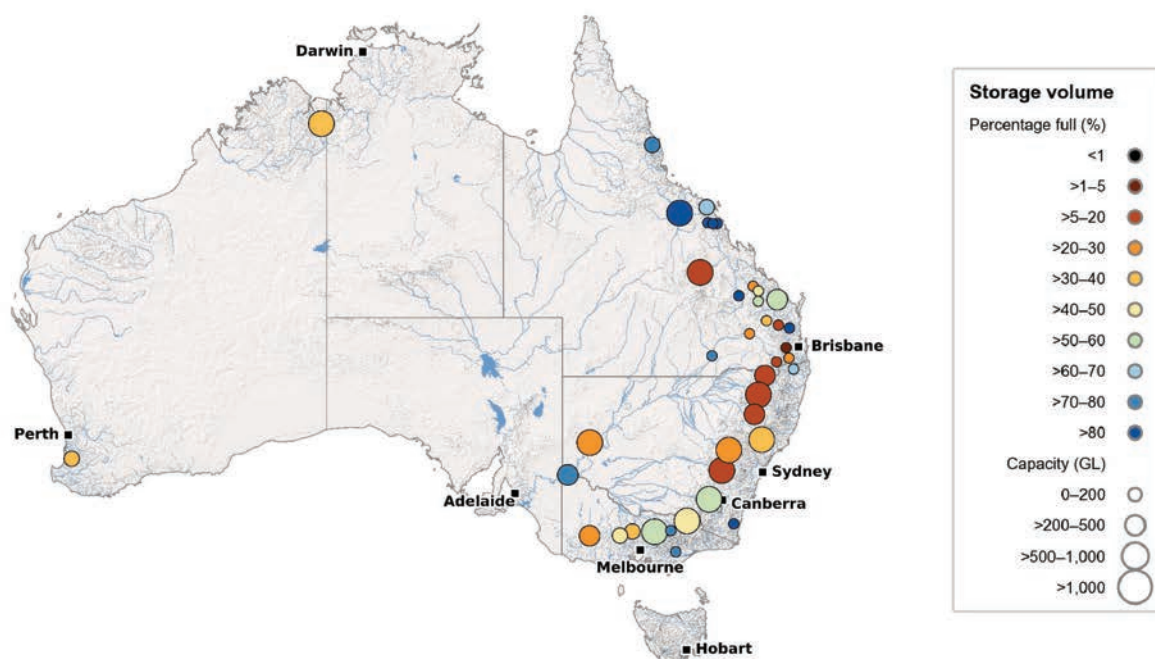 Darwin
Brisbane
Perth
Sydney
Adelaide
Canberra
Melbourne
Hobart
Storage volume
Percentage full (%)
<1
>1–5
>5–20
>20–30
>30–40
>40–50
>50–60
>60–70
>70–80
>80
Capacity (GL)
0–200
>200–500
>500–1,000
>1,000